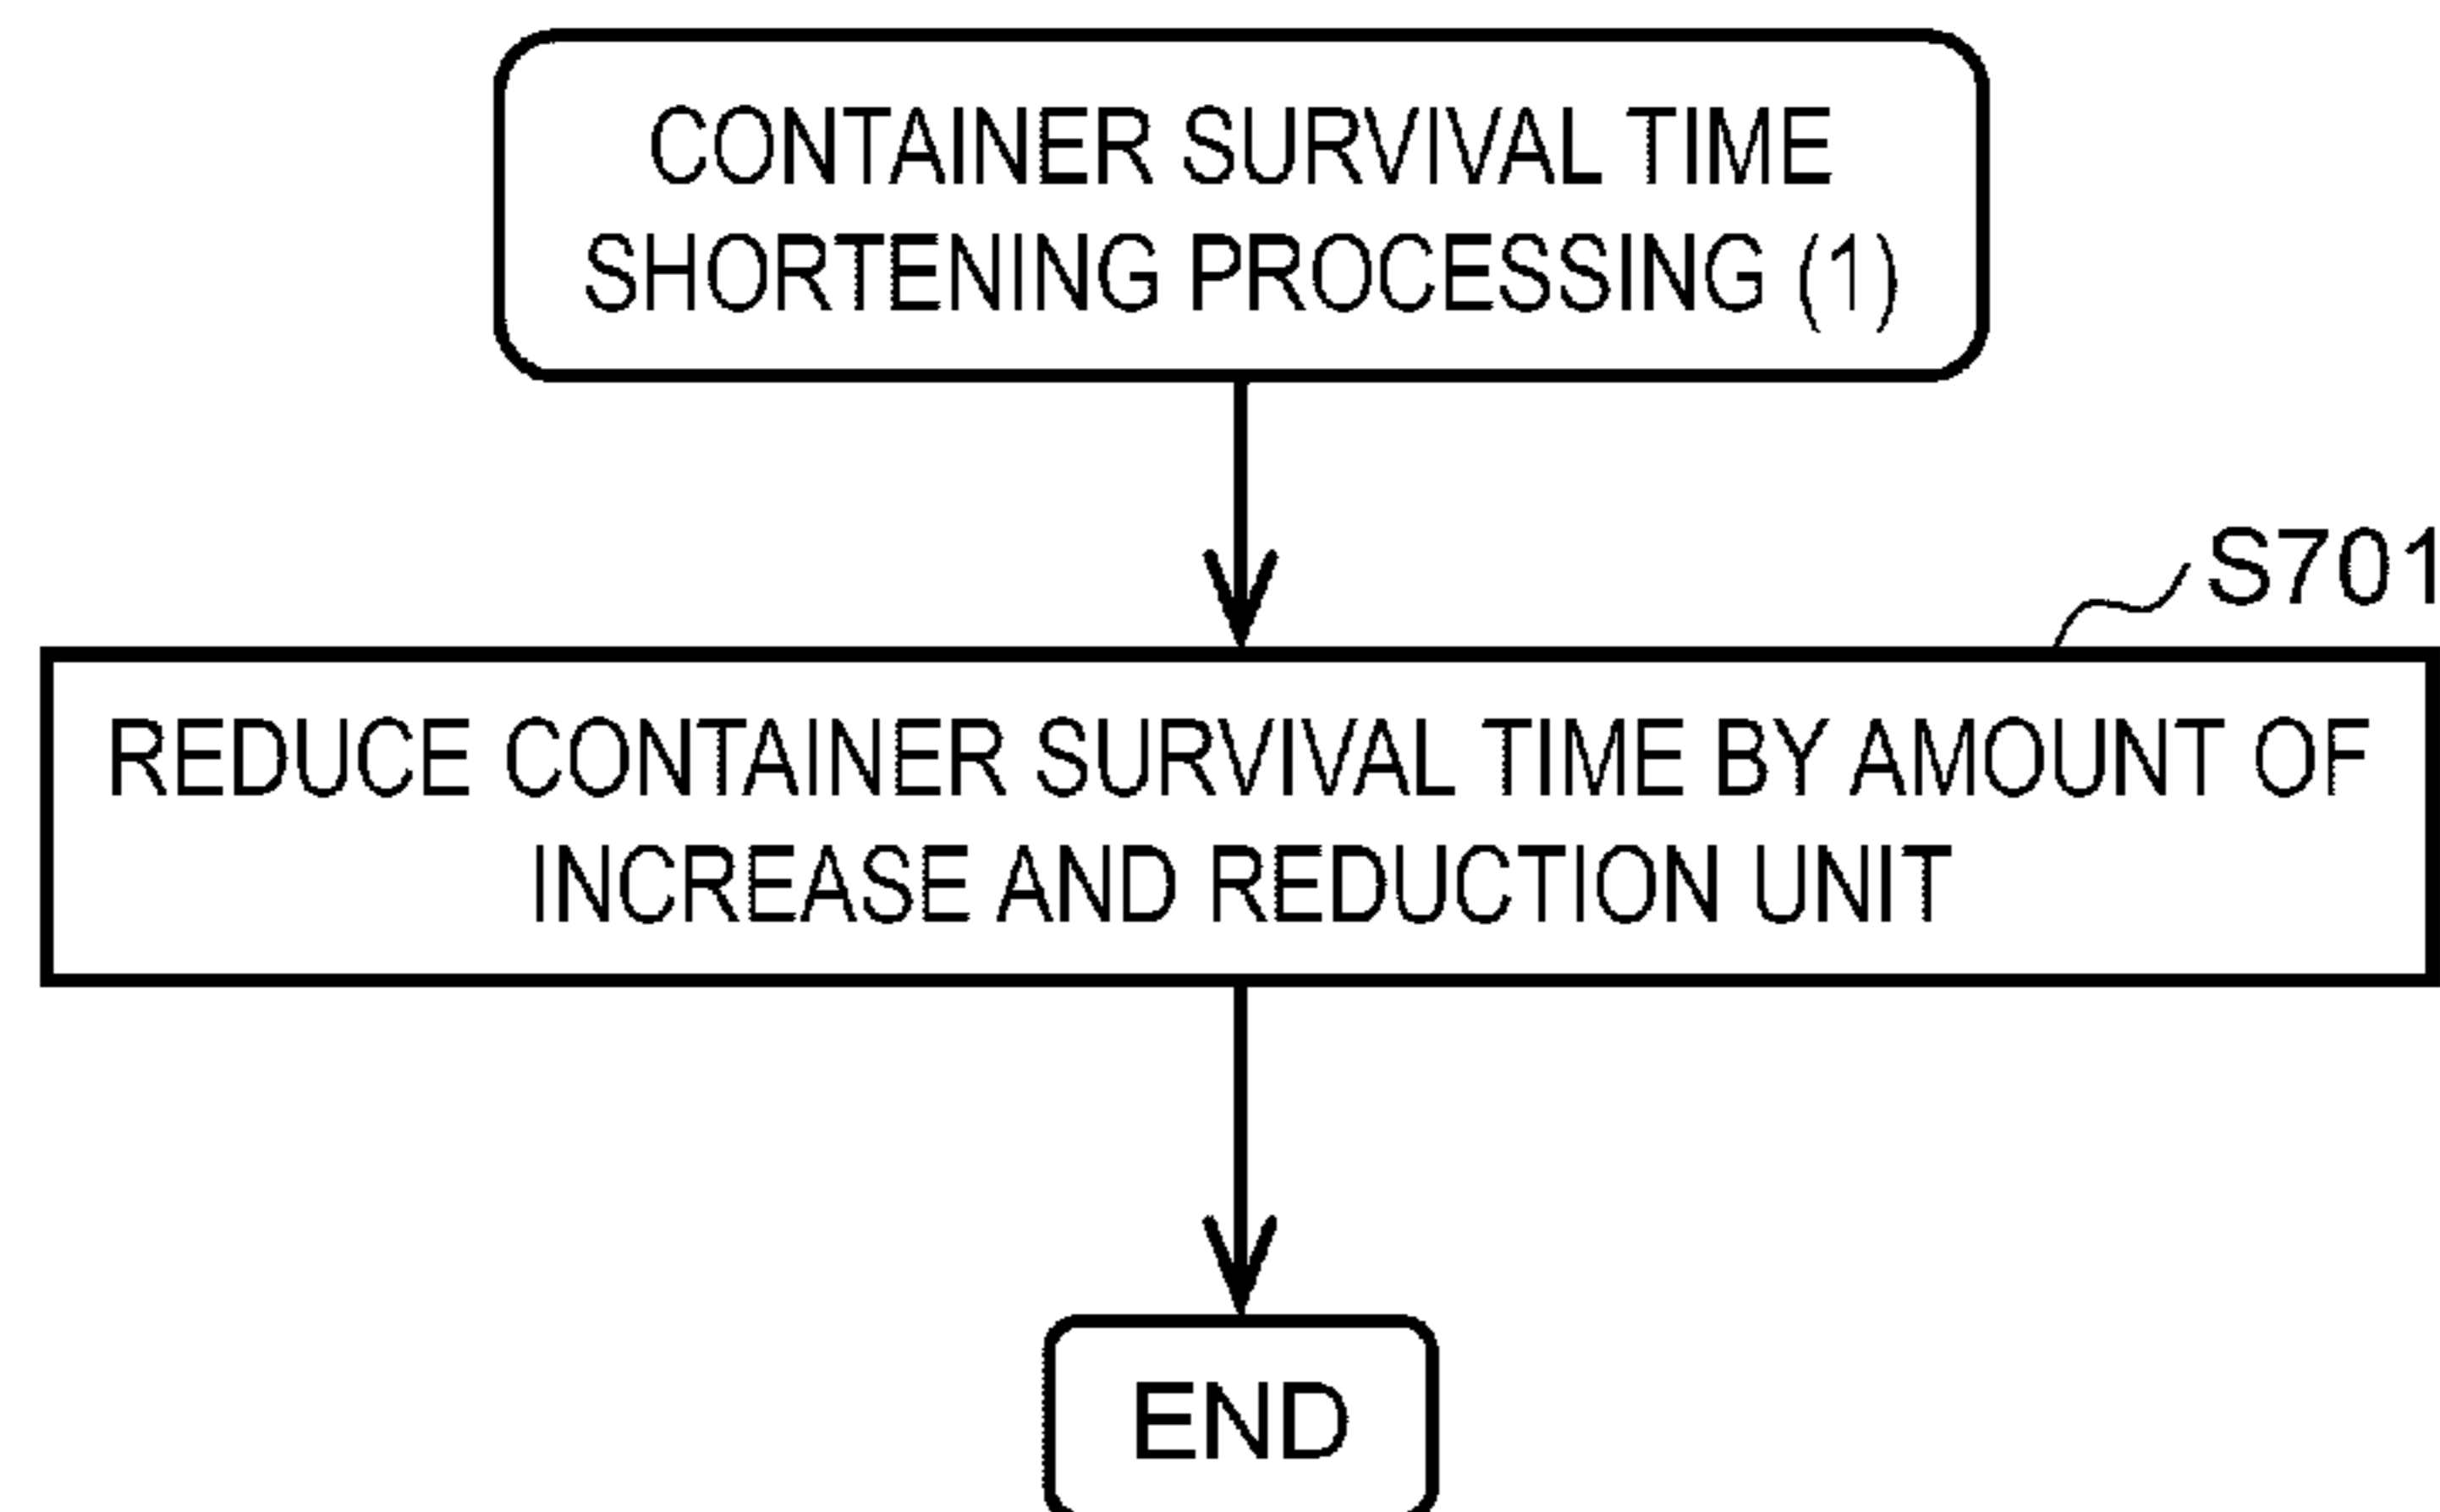 CONTAINER SURVIVAL TIME
SHORTENING PROCESSING (1)
S701
REDUCE CONTAINER SURVIVAL TIME BY AMOUNT OF
INCREASE AND REDUCTION UNIT
END